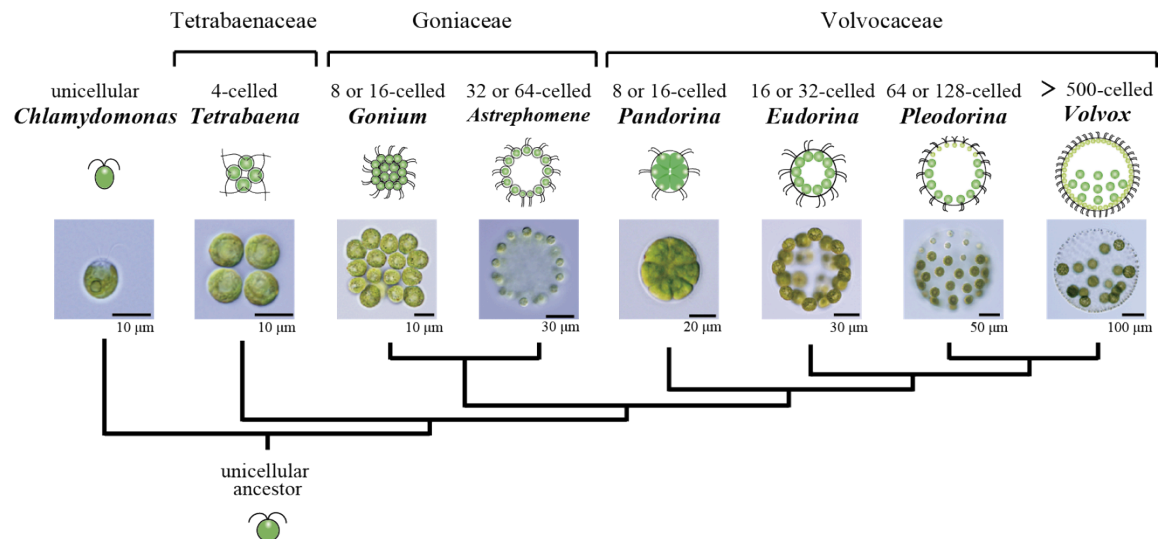 Tetrabaenaceae Goniaceae Volvocaceae
unicellular 4-celled 8 or 16-celled 32 or 64-celled 8 or 16-celled 16 or 32-celled 64 or 128-celled > 500-celled
Chlamydomonas Tetrabaena Gonium Astrephomene Pandorina Eudorina Pleodorina Volvox
10 μm 10 μm 10 μm 30 μm 20 μm 30 μm 50 μm 100 μm
unicellular
ancestor